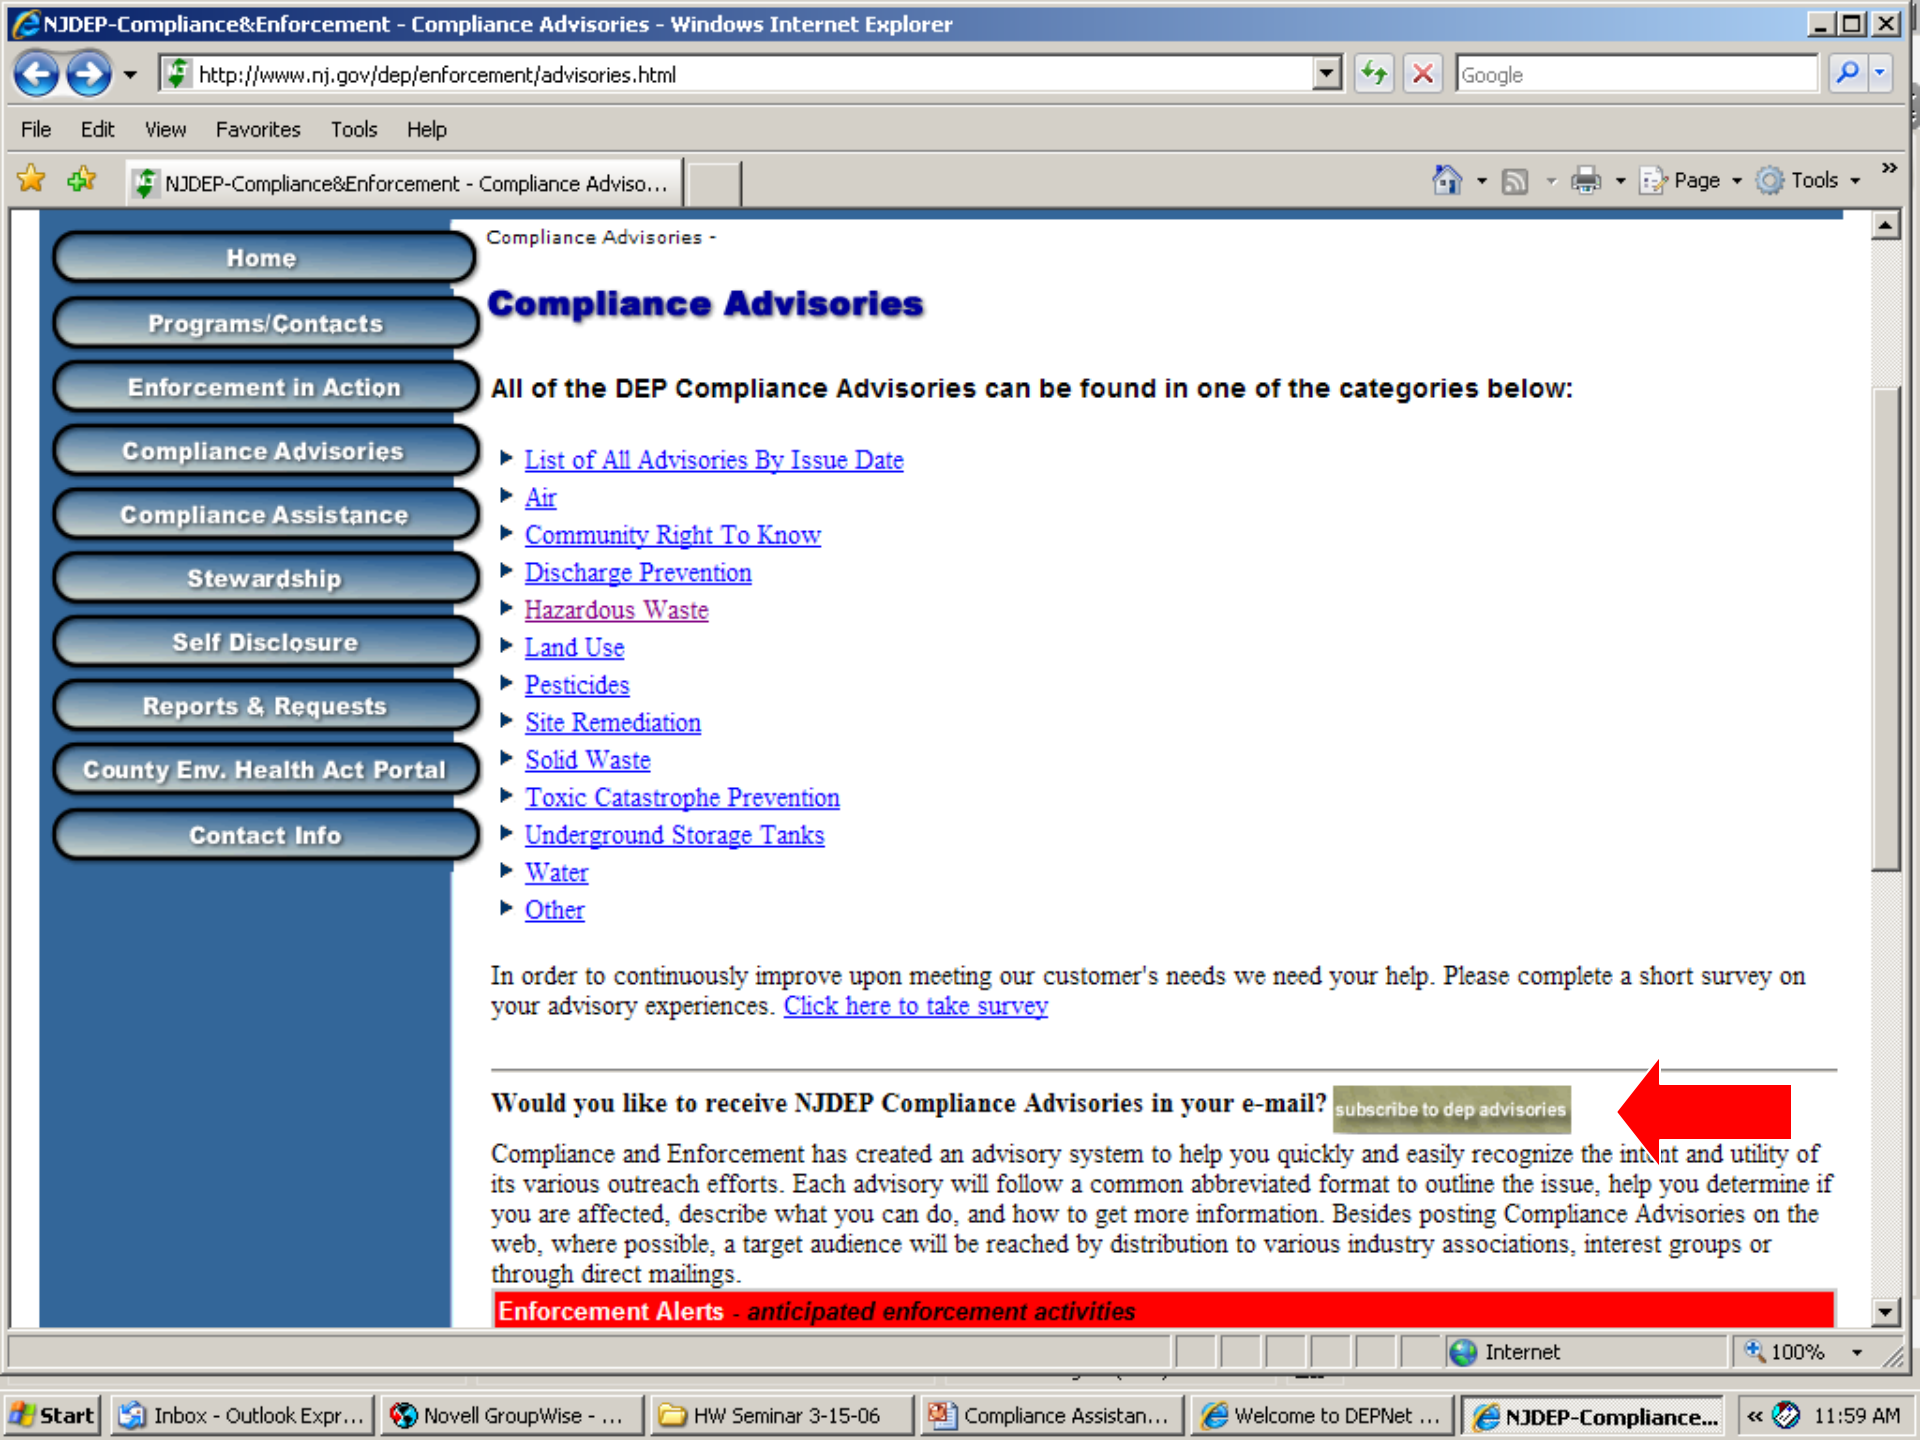 NJDEP-Compliance&Enforcement - Compliance Advisories - Windows Internet Explorer
http://www.nj.gov/dep/enforcement/advisories.html
Google
File Edit View Favorites Tools Help
NJDEP-Compliance&Enforcement - Compliance Adviso...
Page Tools »
Home
Programs/Contacts
Enforcement in Action
Compliance Advisories
Compliance Assistance
Stewardship
Self Disclosure
Reports & Requests
County Env. Health Act Portal
Contact Info
Compliance Advisories -
Compliance Advisories
All of the DEP Compliance Advisories can be found in one of the categories below:
List of All Advisories By Issue Date
Air
Community Right To Know
Discharge Prevention
Hazardous Waste
Land Use
Pesticides
Site Remediation
Solid Waste
Toxic Catastrophe Prevention
Underground Storage Tanks
Water
Other
In order to continuously improve upon meeting our customer's needs we need your help. Please complete a short survey on
your advisory experiences. Click here to take survey
Would you like to receive NJDEP Compliance Advisories in your e-mail? subscribe to dep advisories
Compliance and Enforcement has created an advisory system to help you quickly and easily recognize the intent and utility of
its various outreach efforts. Each advisory will follow a common abbreviated format to outline the issue, help you determine if
you are affected, describe what you can do, and how to get more information. Besides posting Compliance Advisories on the
web, where possible, a target audience will be reached by distribution to various industry associations, interest groups or
through direct mailings.
Enforcement Alerts - anticipated enforcement activities
Internet 100%
Start Inbox - Outlook Expr... Novell GroupWise - ... HW Seminar 3-15-06 Compliance Assistan... Welcome to DEPNet ... NJDEP-Compliance... « 11:59 AM